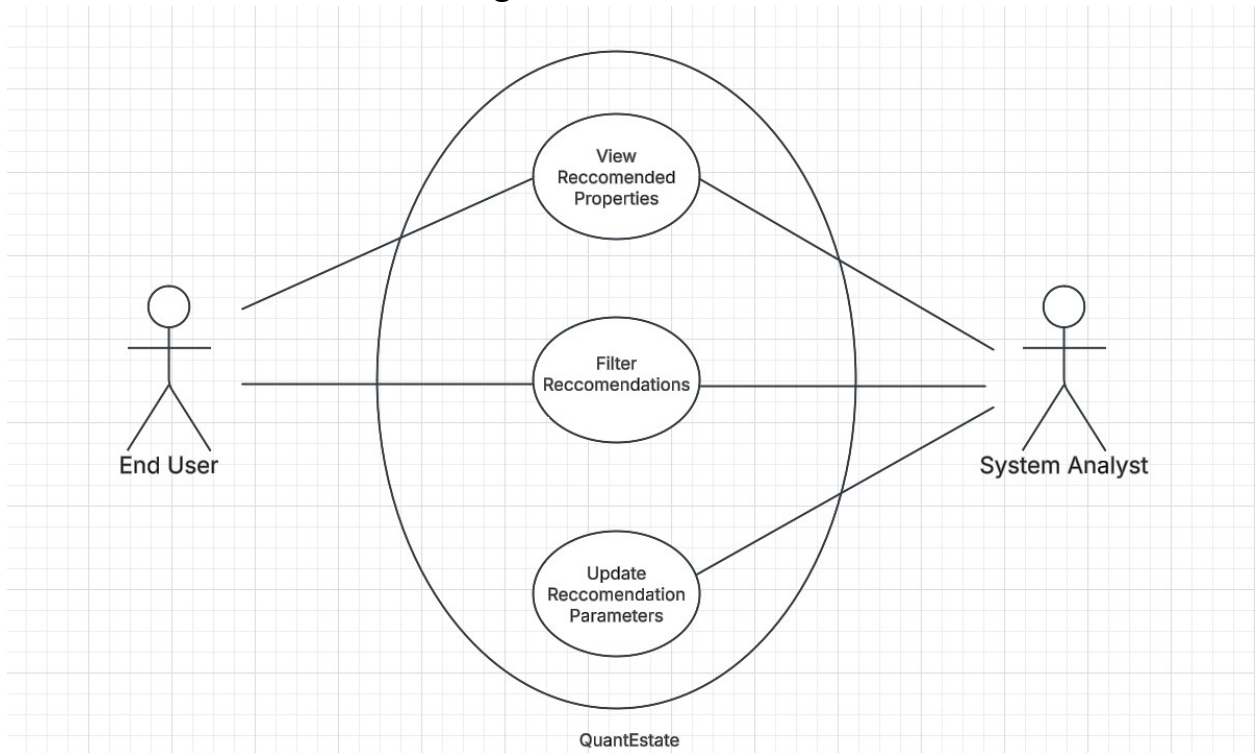 View
Reccomended
Properties
Filter
Reccomendations
End User
System Analyst
Update
Reccomendation
Parameters
QuantEstate